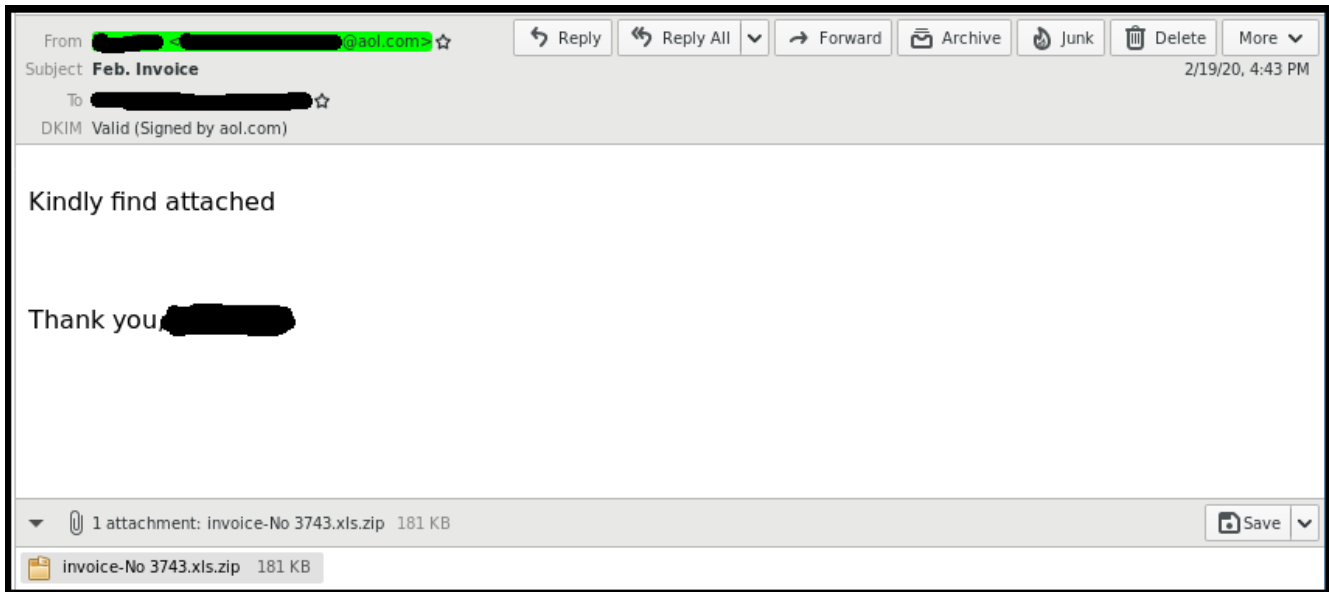 From < @aol.com> Reply Reply All Forward Archive Junk Delete More
Subject Feb. Invoice 2/19/20, 4:43 PM
To
DKIM Valid (Signed by aol.com)
Kindly find attached
Thank you,
1 attachment: invoice-No 3743.xls.zip 181 KB Save
invoice-No 3743.xls.zip 181 KB